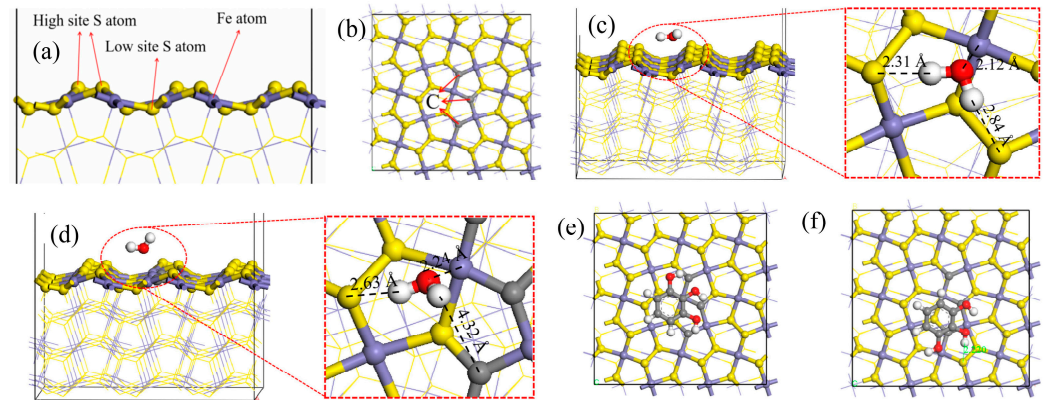 High site S atom
Fe atom
(a)
Low site S atom
(b)
C
(c)
2.31 Å
2.12 Å
2.84 Å
(d)
2.63 Å
4.32 Å
(e)
(f)